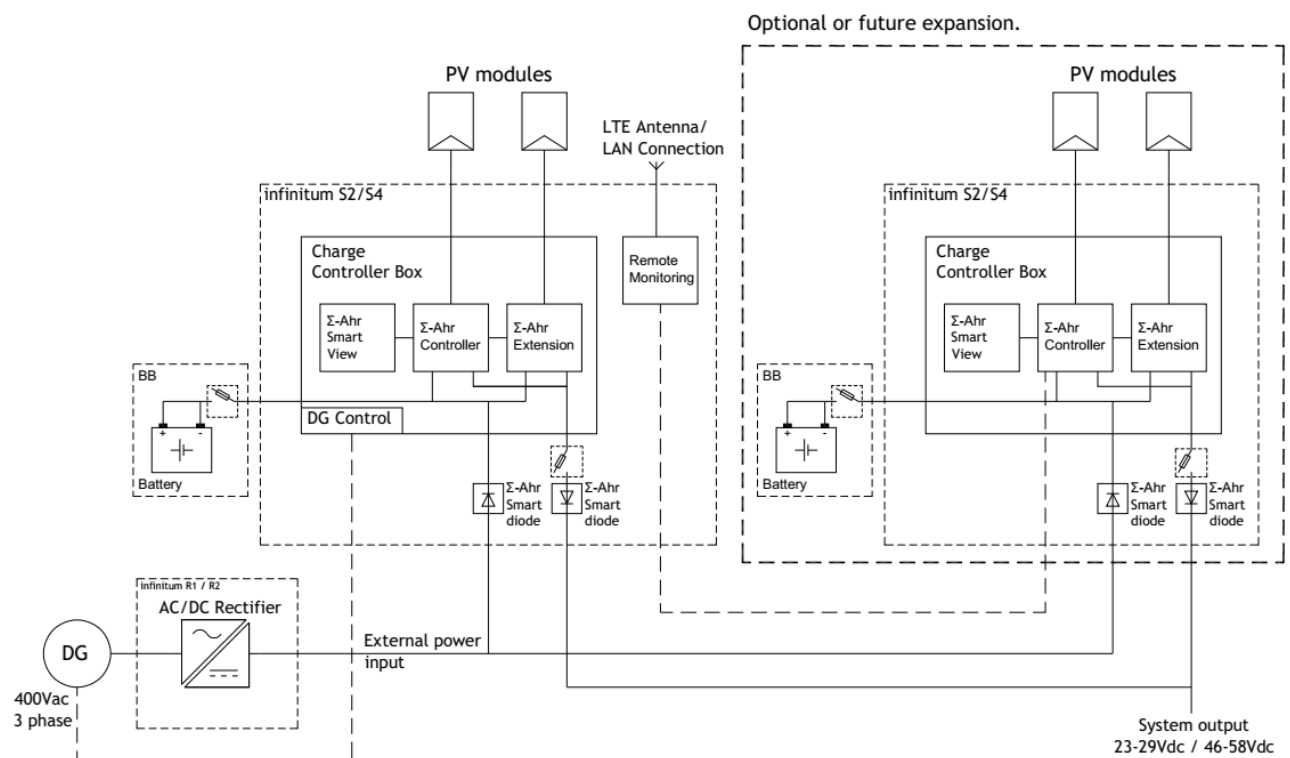 Optional or future expansion.
PV modules
LTE Antenna/
LAN Connection
infinitum S2/S4
Charge
Controller Box
Remote
Monitoring
Σ-Ahr
Smart
View
Σ-Ahr
Controller
Σ-Ahr
Extension
BB
+ -
Battery
DG Control
Σ-Ahr
Smart
diode
Σ-Ahr
Smart
diode
PV modules
infinitum S2/S4
Charge
Controller Box
Σ-Ahr
Smart
View
Σ-Ahr
Controller
Σ-Ahr
Extension
BB
+ -
Battery
Σ-Ahr
Smart
diode
Σ-Ahr
Smart
diode
infinitum R1 / R2
AC/DC Rectifier
DG
400Vac
3 phase
External power
input
System output
23-29Vdc / 46-58Vdc